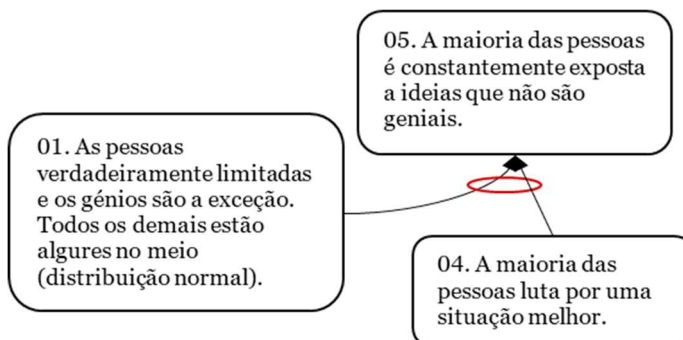 05. A maioria das pessoas
é constantemente exposta
a ideias que não são
geniais.
01. As pessoas
verdadeiramente limitadas
e os génios são a exceção.
Todos os demais estão
algures no meio
(distribuição normal).
04. A maioria das
pessoas luta por uma
situação melhor.